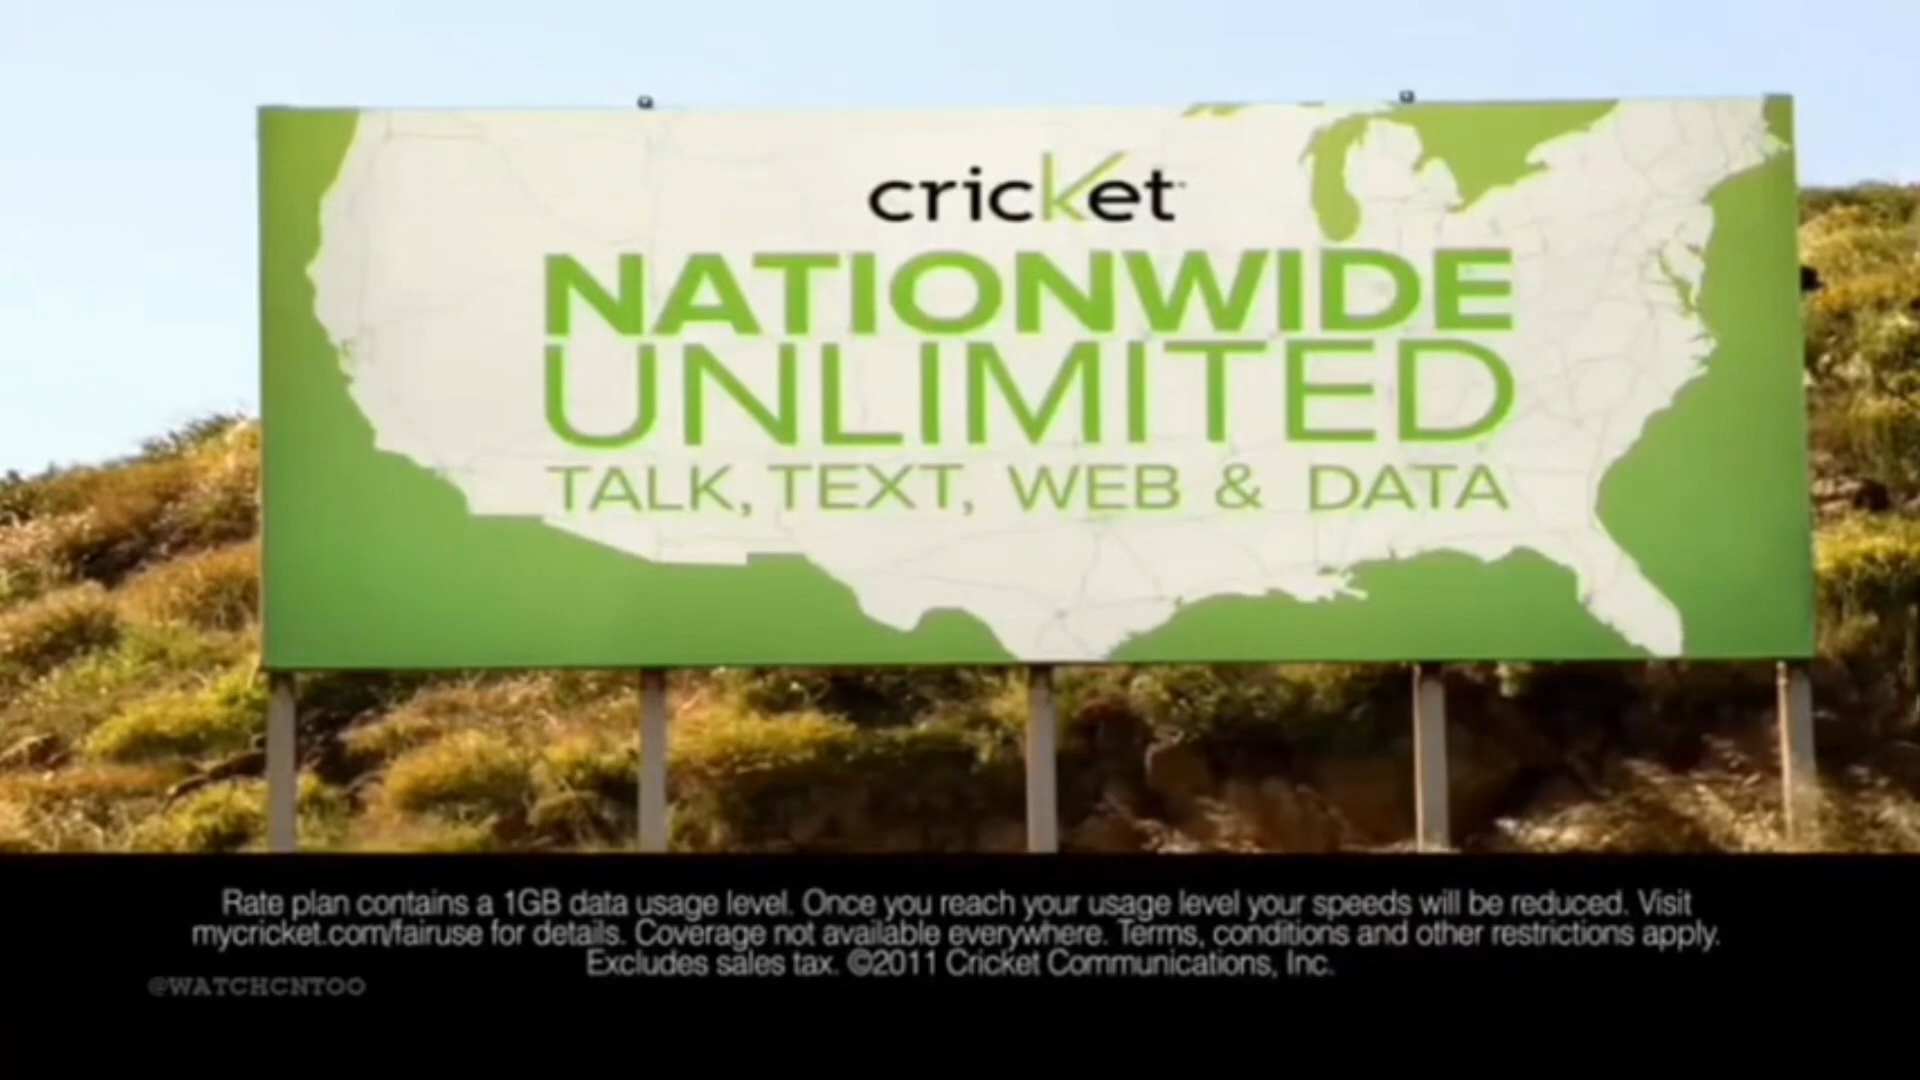 cricket
NATIONWIDE
UNLIMITED
TALK, TEXT, WEB & DATA
Rate plan contains a 1GB data usage level. Once you reach your usage level your speeds will be reduced. Visit
mycricket.com/fairuse for details. Coverage not available everywhere. Terms, conditions and other restrictions apply.
Excludes sales tax. ©2011 Cricket Communications, Inc.
@WATCHCNTOO